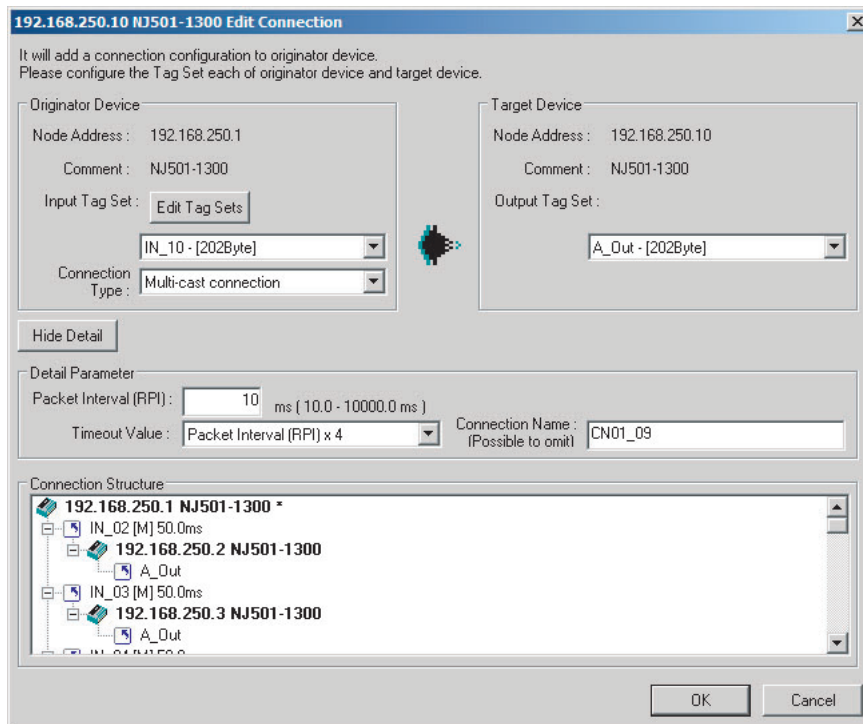 192.168.250.10 NJ501-1300 Edit Connection
It will add a connection configuration to originator device.
Please configure the Tag Set each of originator device and target device.
Originator Device
Node Address : 192.168.250.1
Comment : NJ501-1300
Input Tag Set : Edit Tag Sets
IN_10 - [202Byte]
Connection
Type : Multi-cast connection
Target Device
Node Address : 192.168.250.10
Comment : NJ501-1300
Output Tag Set :
A_Out - [202Byte]
Hide Detail
Detail Parameter
Packet Interval (RPI) : 10 ms ( 10.0 - 10000.0 ms )
Timeout Value : Packet Interval (RPI) x 4
Connection Name : CN01_09
(Possible to omit)
Connection Structure
192.168.250.1 NJ501-1300 *
IN_02 [M] 50.0ms
192.168.250.2 NJ501-1300
A_Out
IN_03 [M] 50.0ms
192.168.250.3 NJ501-1300
A_Out
OK Cancel